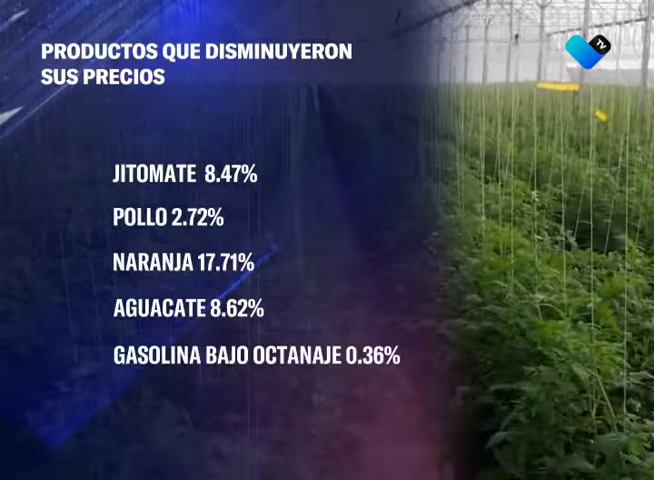 PRODUCTOS QUE DISMINUYERON
SUS PRECIOS
TV
JITOMATE 8.47%
POLLO 2.72%
NARANJA 17.71%
AGUACATE 8.62%
GASOLINA BAJO OCTANAJE 0.36%